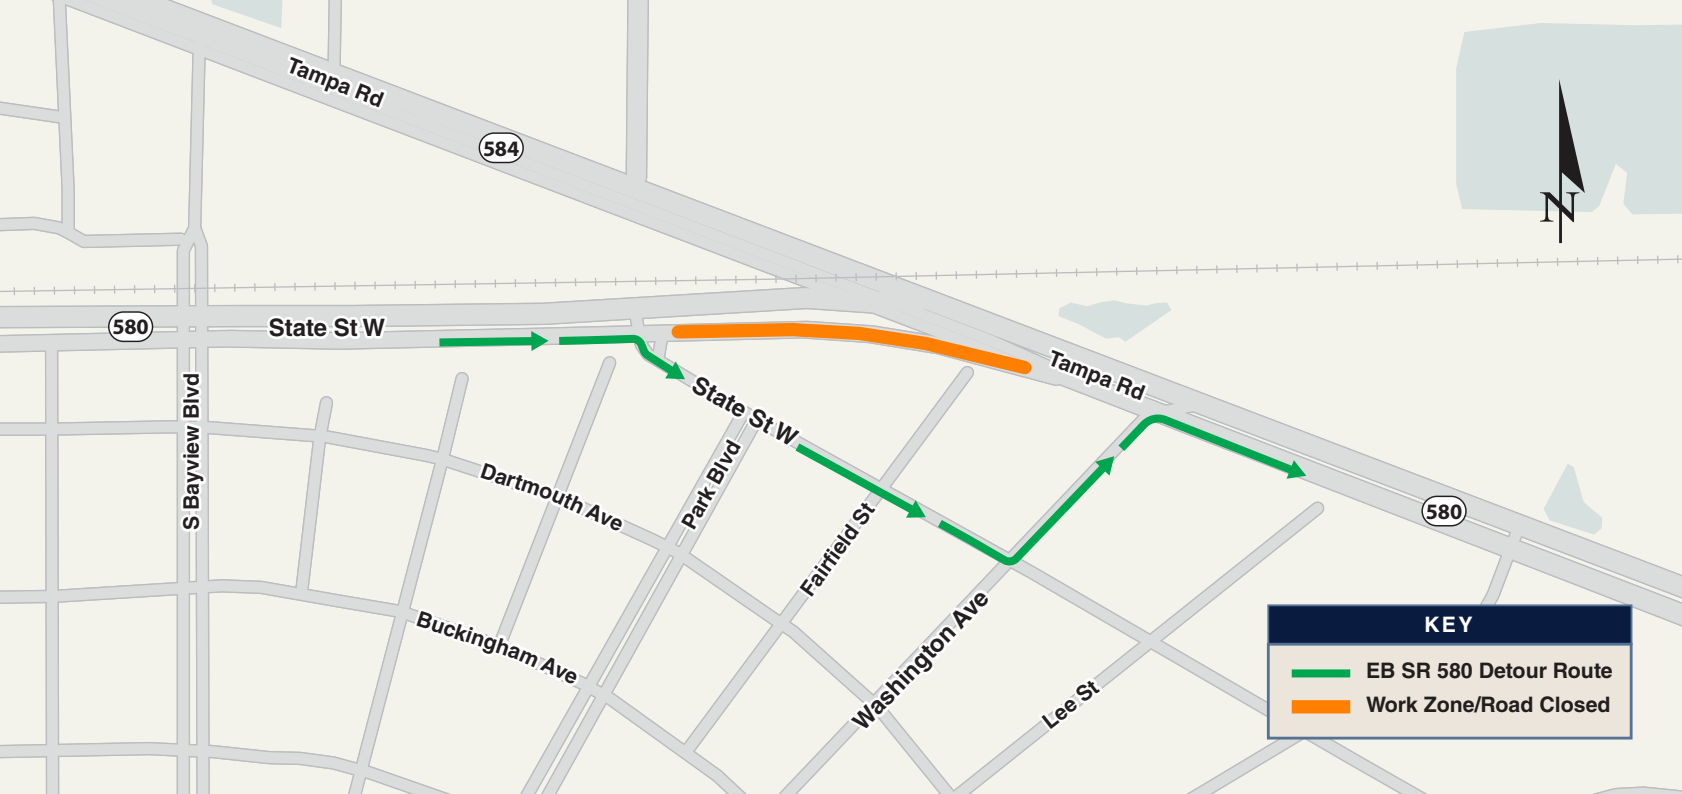 Tampa Rd
584
N
580
State St W
Tampa Rd
State St W
S Bayview Blvd
Park Blvd
Dartmouth Ave
Fairfield St
580
Buckingham Ave
Washington Ave
Lee St
KEY
EB SR 580 Detour Route
Work Zone/Road Closed